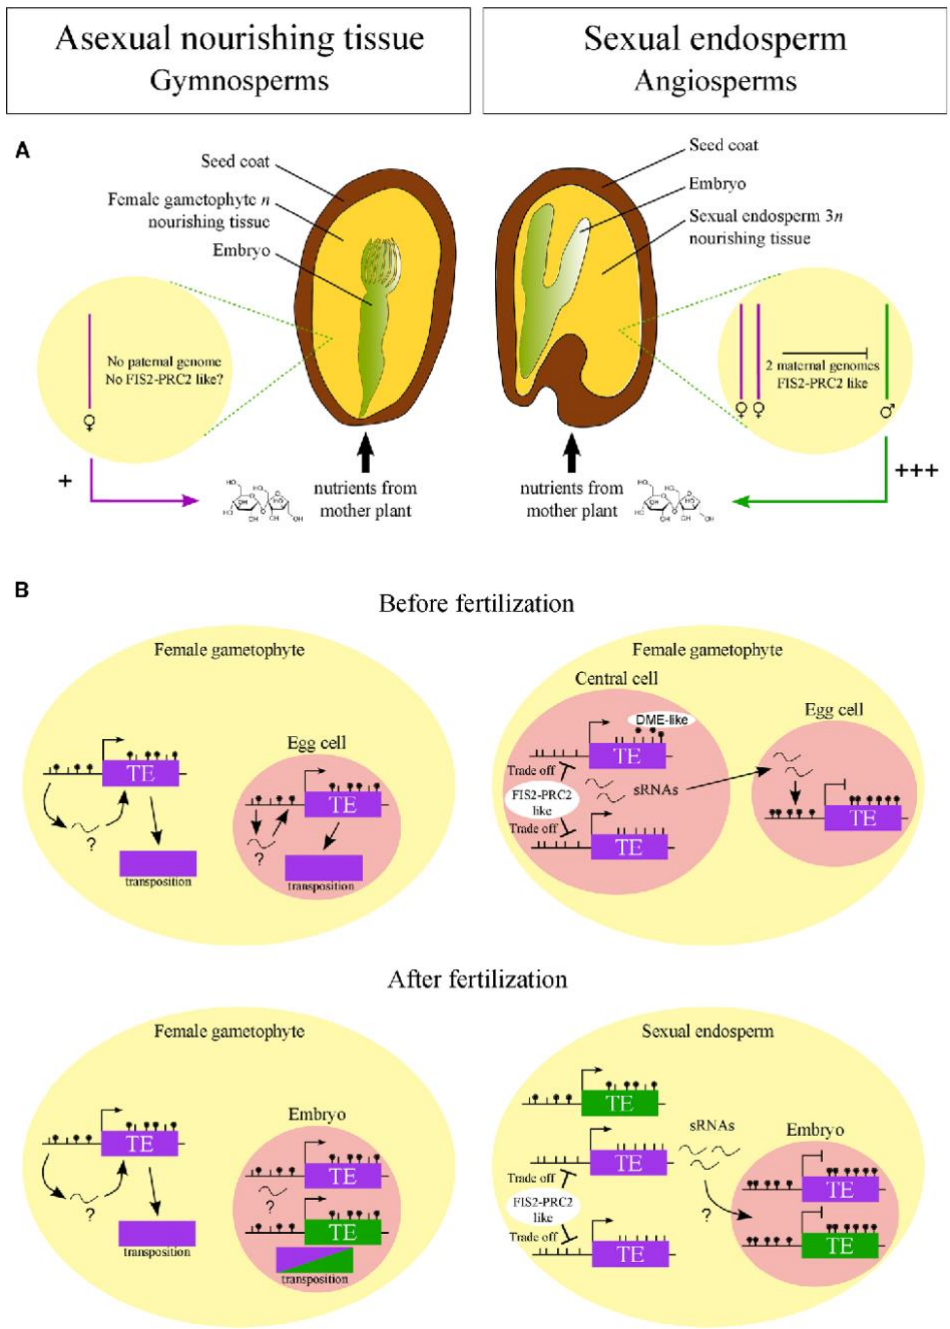 Asexual nourishing tissue
Gymnosperms
Sexual endosperm
Angiosperms
A
Seed coat
Female gametophyte n
nourishing tissue
Embryo
No paternal genome
No FIS2-PRC2 like?
♀
+
nutrients from
mother plant
Seed coat
Embryo
Sexual endosperm 3n
nourishing tissue
2 maternal genomes
FIS2-PRC2 like
♀ ♀
♂
+++
nutrients from
mother plant
B
Before fertilization
Female gametophyte
TE
?
transposition
Egg cell
TE
?
transposition
Female gametophyte
Central cell
DME-like
TE
Trade off
FIS2-PRC2
like
sRNAs
Trade off
TE
Egg cell
TE
After fertilization
Female gametophyte
TE
?
transposition
Embryo
TE
?
TE
transposition
Sexual endosperm
TE
sRNAs
TE
Trade off
FIS2-PRC2
like
Trade off
TE
?
Embryo
TE
TE